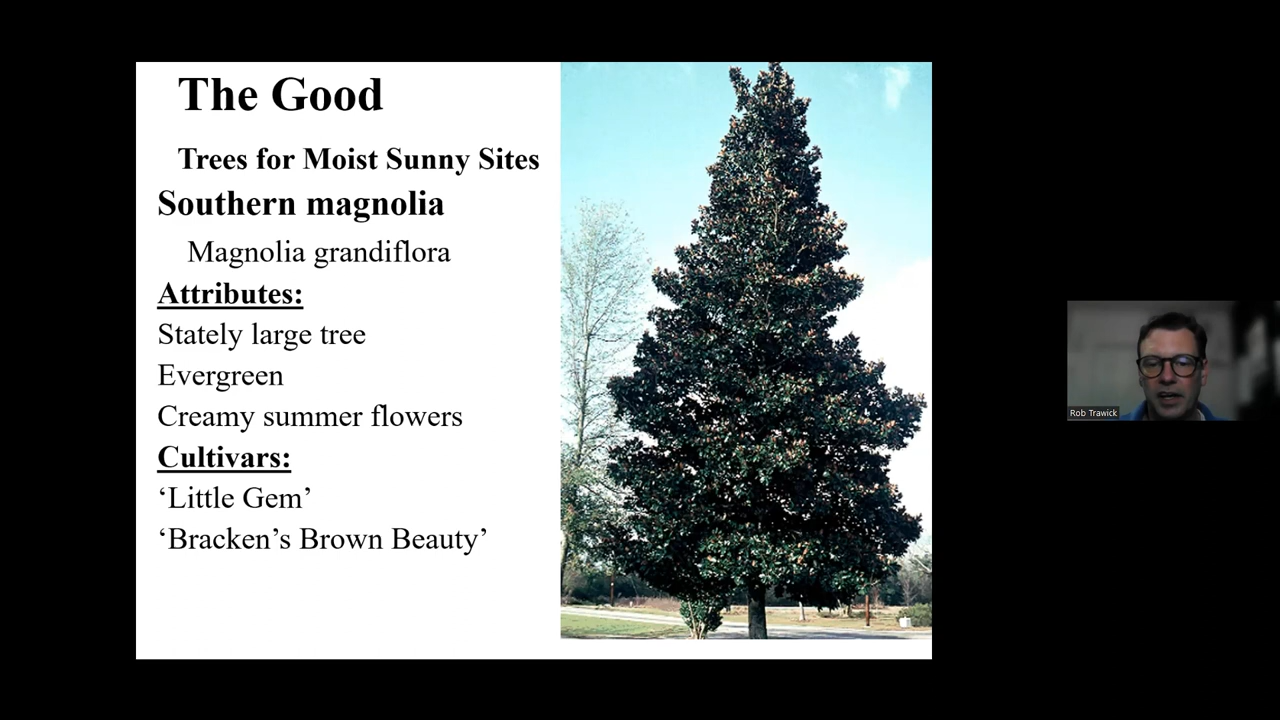 The Good
Trees for Moist Sunny Sites
Southern magnolia
Magnolia grandiflora
Attributes:
Stately large tree
Evergreen
Creamy summer flowers
Cultivars:
‘Little Gem’
‘Bracken’s Brown Beauty’
Rob Trawick